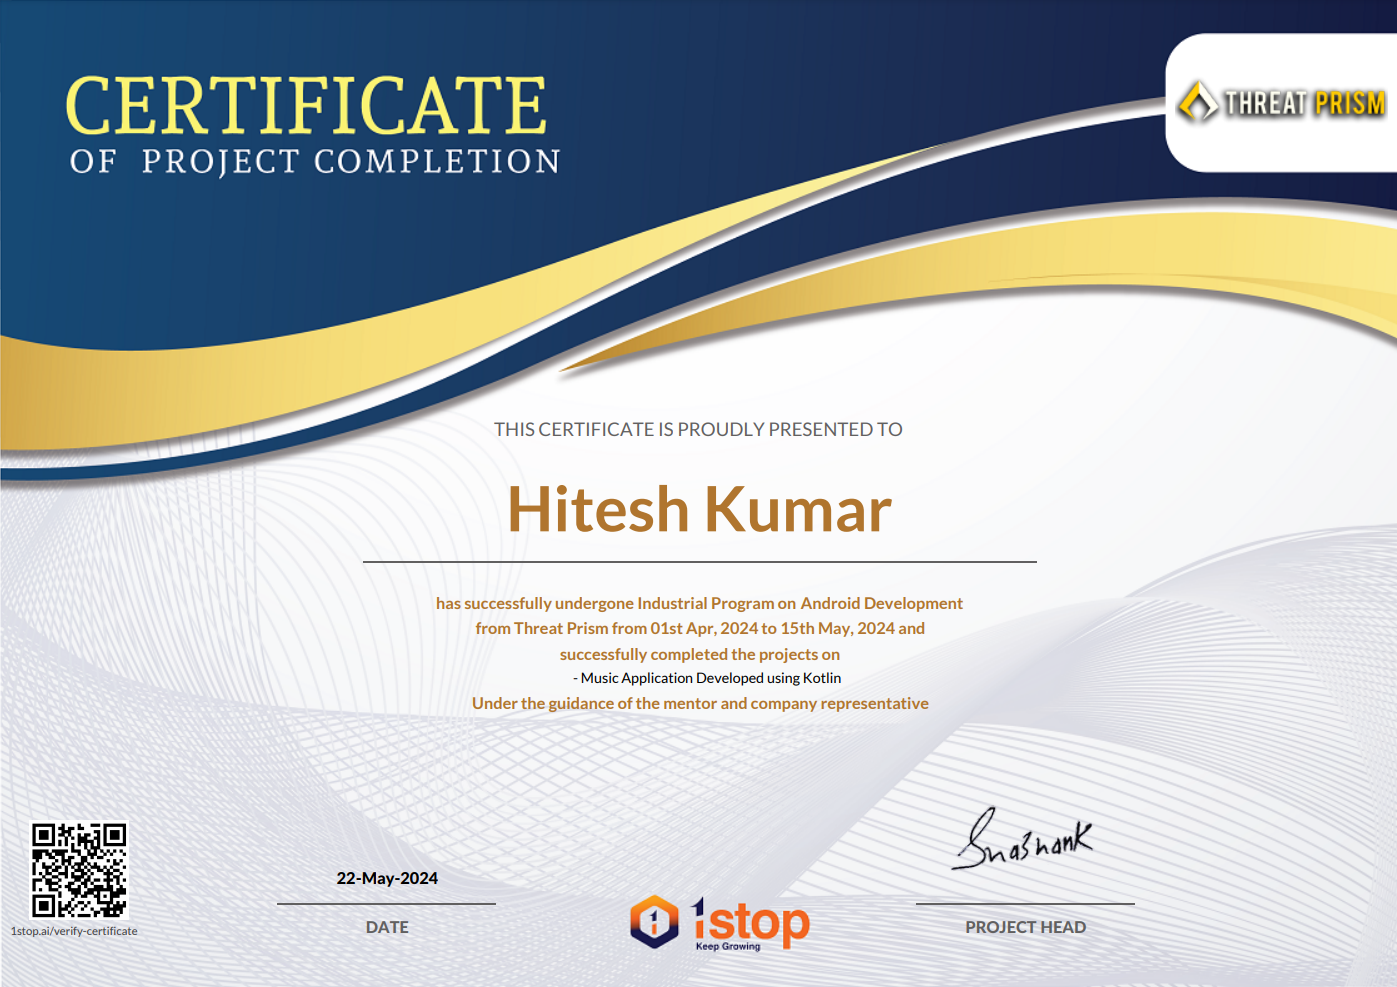 CERTIFICATE
OF PROJECT COMPLETION
THREAT PRISM
THIS CERTIFICATE IS PROUDLY PRESENTED TO
Hitesh Kumar
has successfully undergone Industrial Program on Android Development
from Threat Prism from 01st Apr, 2024 to 15th May, 2024 and
successfully completed the projects on
- Music Application Developed using Kotlin
Under the guidance of the mentor and company representative
1stop.ai/verify-certificate
22-May-2024
DATE
1stop
Keep Growing
Shashank
PROJECT HEAD